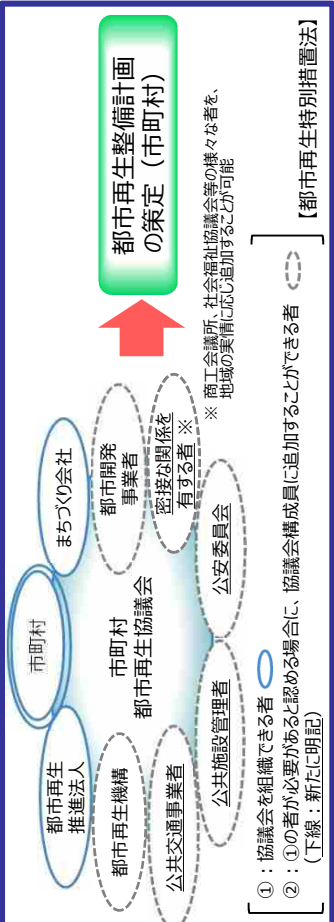 市町村
都市再生
推進法人
まちづくり会社
都市再生機構
市町村
都市再生協議会
都市開発
事業者
公共交通事業者
密接な関係を
有する者 ※
公共施設管理者
公安委員会
都市再生整備計画
の策定（市町村）
※ 商工会議所、社会福祉協議会等の様々な者を、
地域の実情に応じ追加することが可能
①：協議会を組織できる者
②：①の者が必要があると認める場合に、協議会構成員に追加することができる者
（下線：新たに明記）
【都市再生特別措置法】